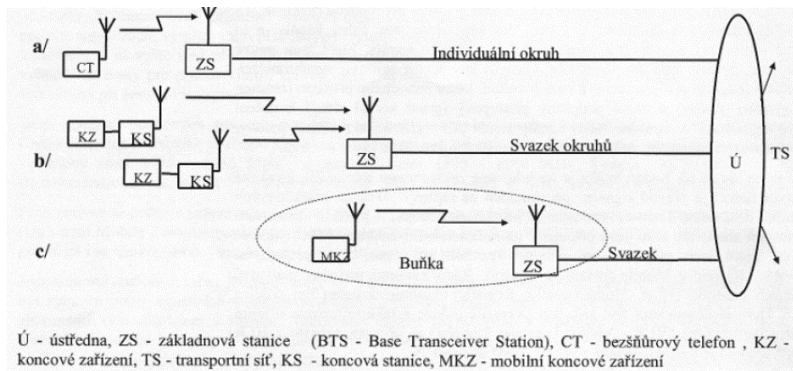 a/
CT
ZS
Individuální okruh
KZ
KS
b/
KZ
KS
ZS
Svazek okruhů
Ú
TS
c/
MKZ
Buňka
ZS
Svazek
Ú - ústředna, ZS - základnová stanice (BTS - Base Transceiver Station), CT - bezšňůrový telefon , KZ -
koncové zařízení, TS - transportní síť, KS - koncová stanice, MKZ - mobilní koncové zařízení